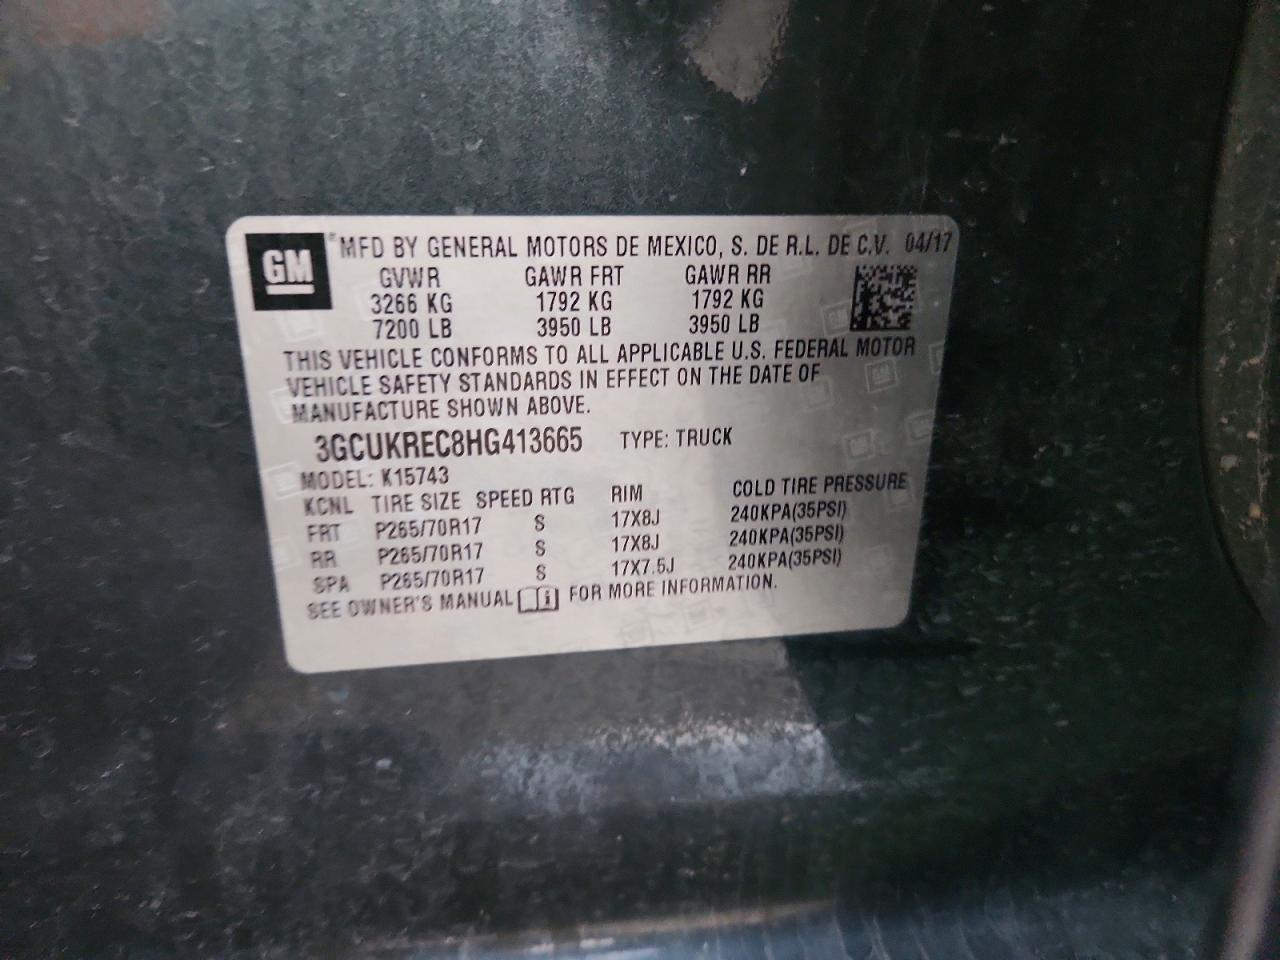 GM
® MFD BY GENERAL MOTORS DE MEXICO, S. DE R.L. DE C.V. 04/17
GVWR GAWR FRT GAWR RR
3266 KG 1792 KG 1792 KG
7200 LB 3950 LB 3950 LB
THIS VEHICLE CONFORMS TO ALL APPLICABLE U.S. FEDERAL MOTOR
VEHICLE SAFETY STANDARDS IN EFFECT ON THE DATE OF
MANUFACTURE SHOWN ABOVE.
3GCUKREC8HG413665 TYPE: TRUCK
MODEL: K15743
KCNL TIRE SIZE SPEED RTG RIM COLD TIRE PRESSURE
FRT P265/70R17 S 17X8J 240KPA(35PSI)
RR P265/70R17 S 17X8J 240KPA(35PSI)
SPA P265/70R17 S 17X7.5J 240KPA(35PSI)
SEE OWNER'S MANUAL FOR MORE INFORMATION.